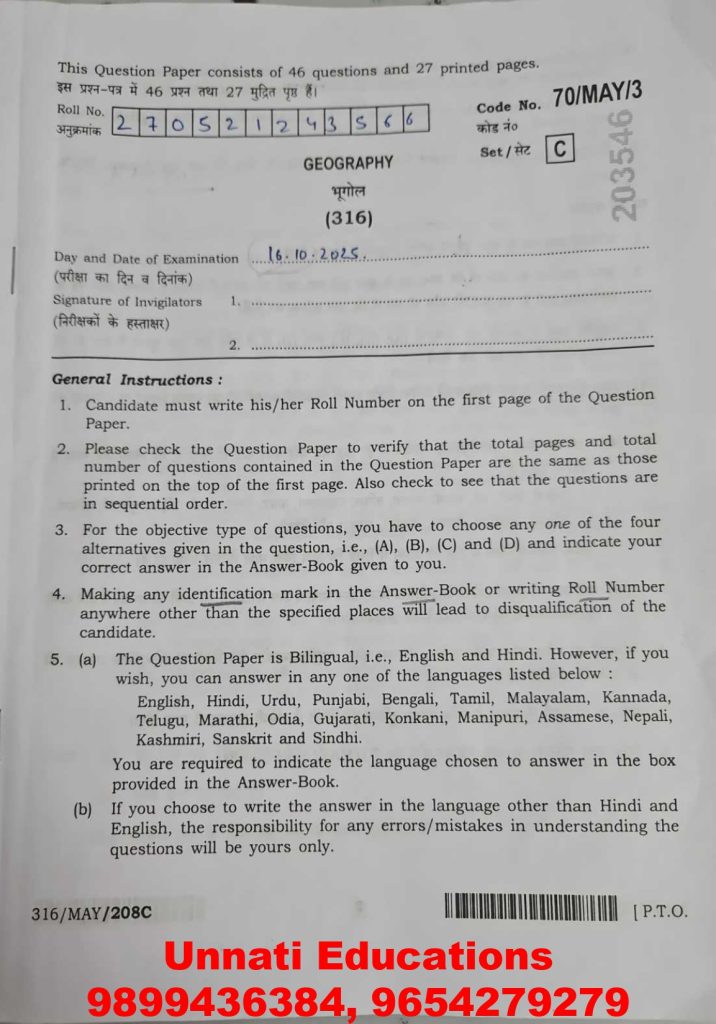 This Question Paper consists of 46 questions and 27 printed pages.
इस प्रश्न-पत्र में 46 प्रश्न तथा 27 मुद्रित पृष्ठ हैं।
Roll No.
अनुक्रमांक
2 7 0 5 2 1 2 4 3 5 6 6
Code No. 70/MAY/3
कोड नं०
Set / सेट C
203546
GEOGRAPHY
भूगोल
(316)
Day and Date of Examination 16.10.2025
(परीक्षा का दिन व दिनांक)
Signature of Invigilators 1.
(निरीक्षकों के हस्ताक्षर)
2.
General Instructions :
1. Candidate must write his/her Roll Number on the first page of the Question
Paper.
2. Please check the Question Paper to verify that the total pages and total
number of questions contained in the Question Paper are the same as those
printed on the top of the first page. Also check to see that the questions are
in sequential order.
3. For the objective type of questions, you have to choose any one of the four
alternatives given in the question, i.e., (A), (B), (C) and (D) and indicate your
correct answer in the Answer-Book given to you.
4. Making any identification mark in the Answer-Book or writing Roll Number
anywhere other than the specified places will lead to disqualification of the
candidate.
5. (a) The Question Paper is Bilingual, i.e., English and Hindi. However, if you
wish, you can answer in any one of the languages listed below :
English, Hindi, Urdu, Punjabi, Bengali, Tamil, Malayalam, Kannada,
Telugu, Marathi, Odia, Gujarati, Konkani, Manipuri, Assamese, Nepali,
Kashmiri, Sanskrit and Sindhi.
You are required to indicate the language chosen to answer in the box
provided in the Answer-Book.
(b) If you choose to write the answer in the language other than Hindi and
English, the responsibility for any errors/mistakes in understanding the
questions will be yours only.
316/MAY/208C
[ P.T.O.
Unnati Educations
9899436384, 9654279279